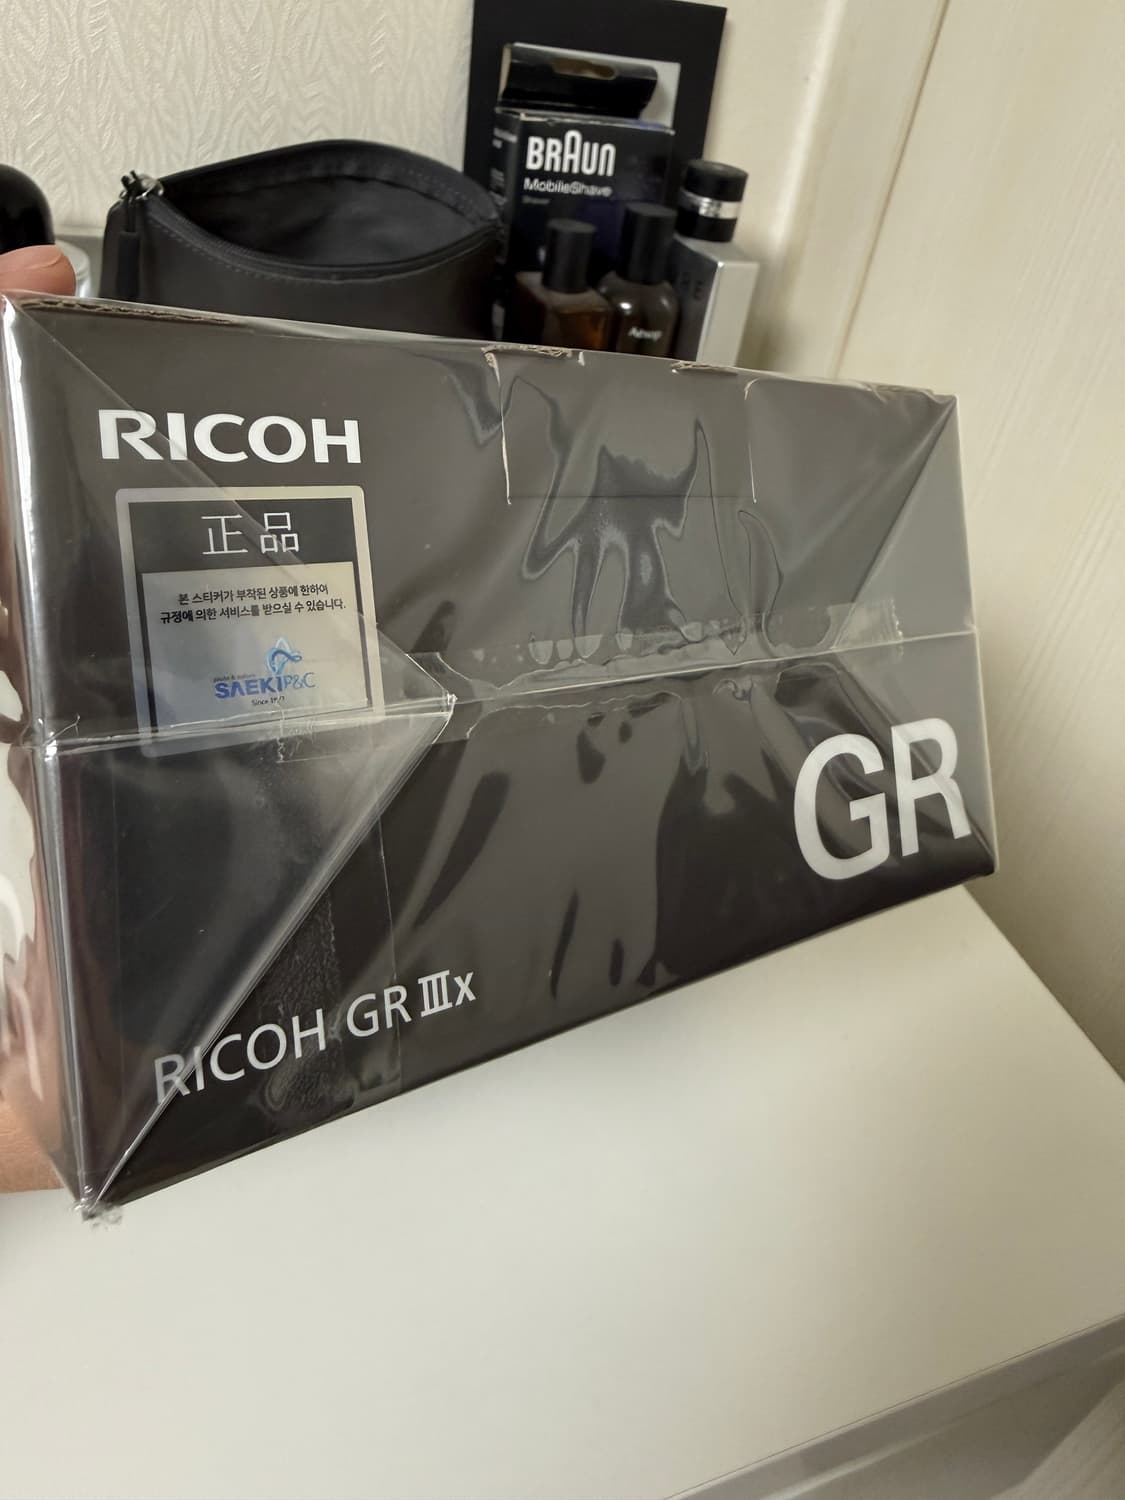 BRAUN
MobileShave
Aesop
RICOH
正品
본 스티커가 부착된 상품에 한하여
규정에 의한 서비스를 받으실 수 있습니다.
SAEKI P&C
GR
RICOH GR IIIx